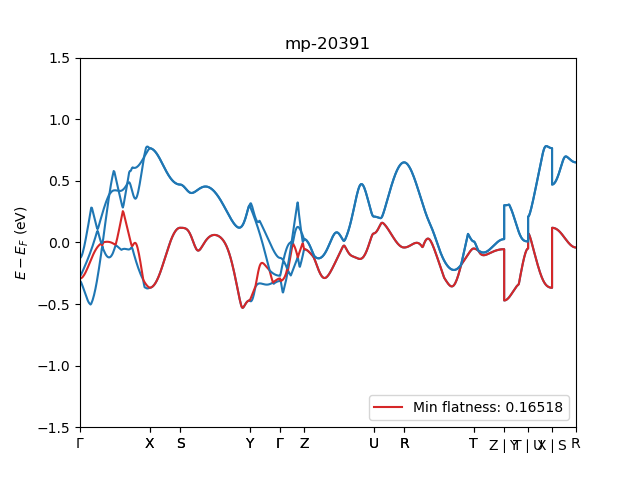 mp-20391
E − E_F (eV)
1.5
1.0
0.5
0.0
−0.5
−1.0
−1.5
Min flatness: 0.16518
Γ X S Y Γ Z U R T Z | Y T | U X | S R